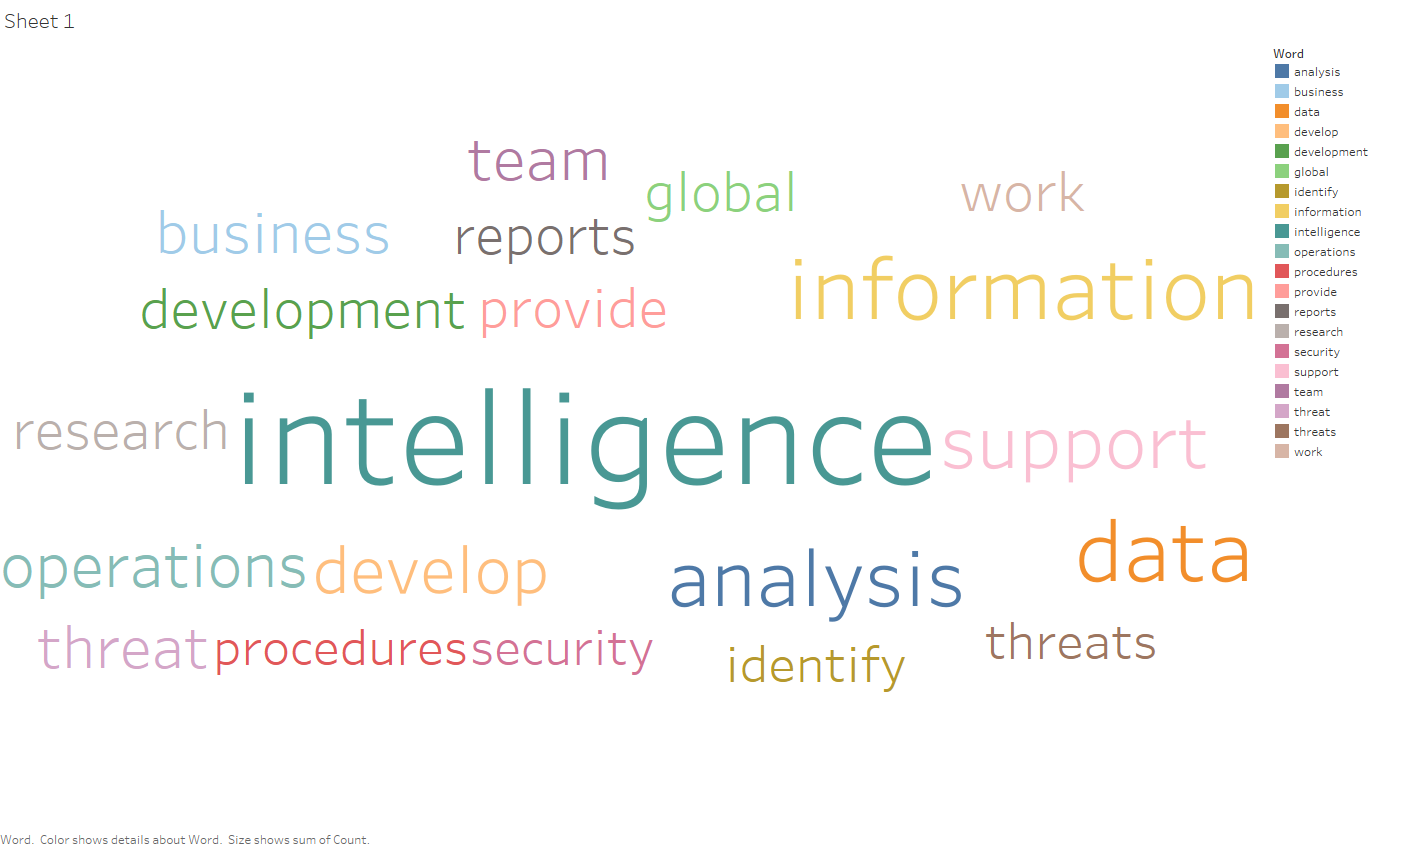 Sheet 1
team
global
work
business
reports
information
development
provide
intelligence
research
support
data
operations
develop
analysis
threat
procedures
security
identify
threats
Word
analysis
business
data
develop
development
global
identify
information
intelligence
operations
procedures
provide
reports
research
security
support
team
threat
threats
work
Word. Color shows details about Word. Size shows sum of Count.